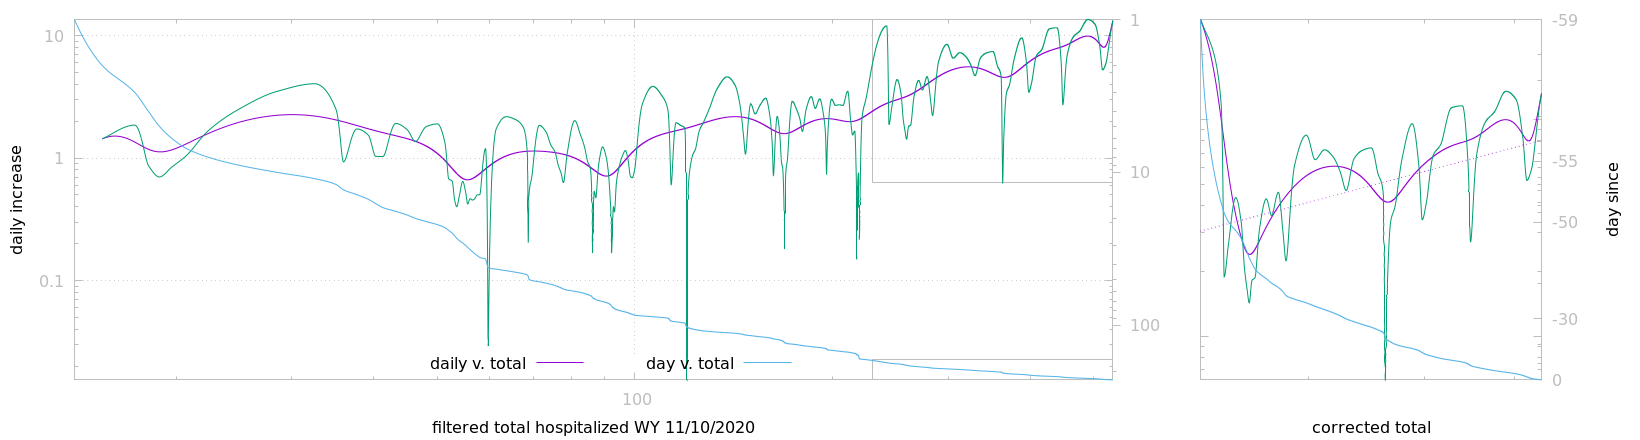 10
1
0.1
daily increase
daily v. total
day v. total
100
filtered total hospitalized WY 11/10/2020
1
10
100
-59
-55
-50
-30
0
day since
corrected total